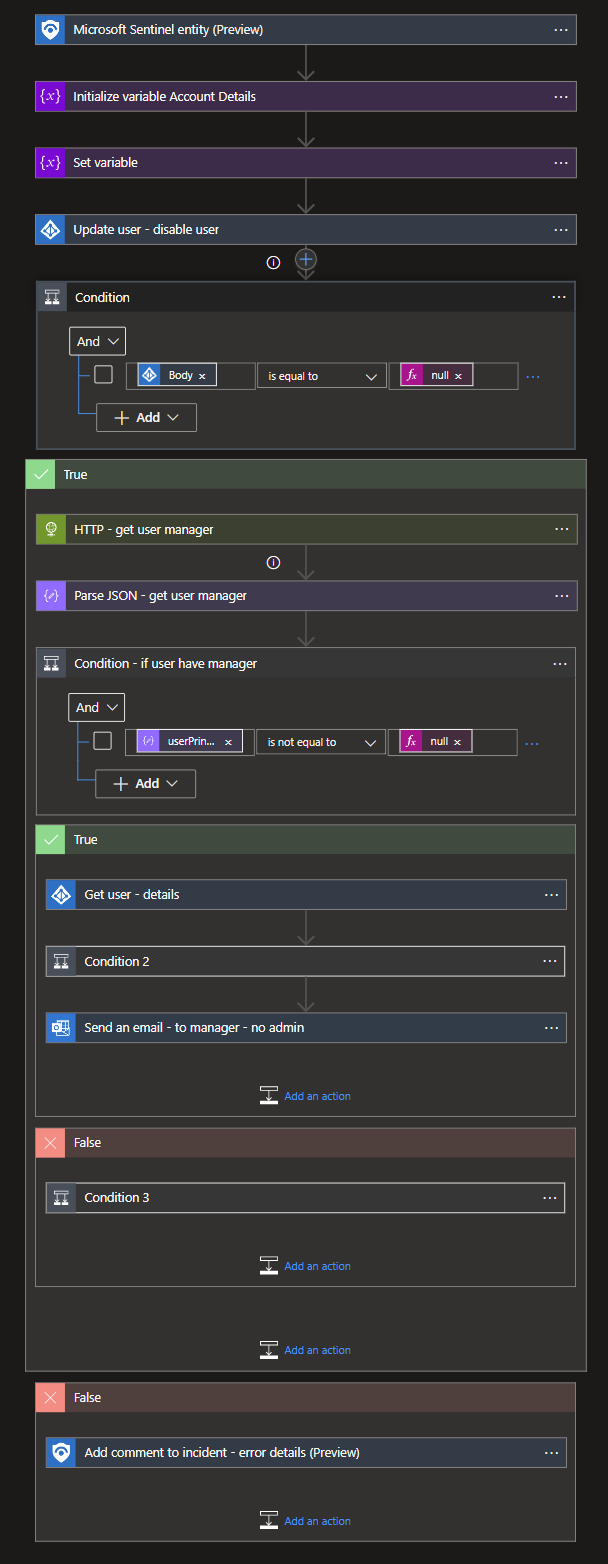 Microsoft Sentinel entity (Preview)
{x} Initialize variable Account Details
{x} Set variable
Update user - disable user
Condition
And
Body × is equal to fx null ×
+ Add
True
HTTP - get user manager
Parse JSON - get user manager
Condition - if user have manager
And
userPrin... × is not equal to fx null ×
+ Add
True
Get user - details
Condition 2
Send an email - to manager - no admin
Add an action
False
Condition 3
Add an action
Add an action
False
Add comment to incident - error details (Preview)
Add an action